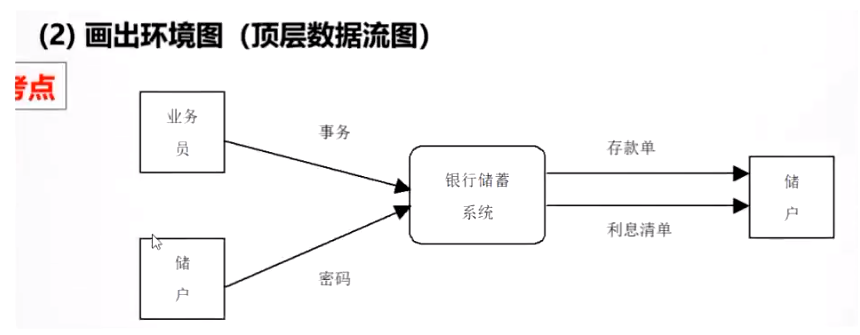 (2) 画出环境图（顶层数据流图）
考点
业务
员
事务
存款单
银行储蓄
系统
储
户
利息清单
储
户
密码